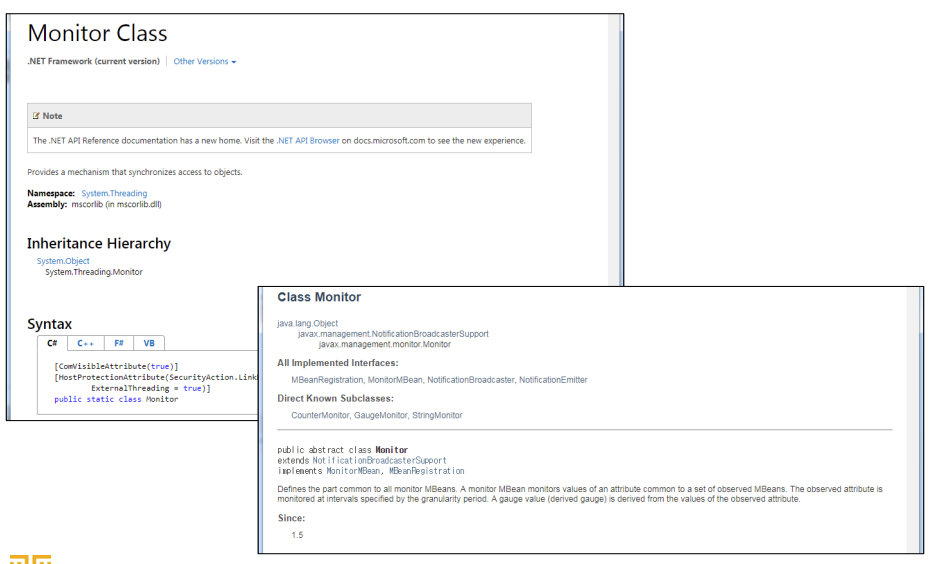 Monitor Class
.NET Framework (current version) | Other Versions
Note
The .NET API Reference documentation has a new home. Visit the .NET API Browser on docs.microsoft.com to see the new experience.
Provides a mechanism that synchronizes access to objects.
Namespace: System.Threading
Assembly: mscorlib (in mscorlib.dll)
Inheritance Hierarchy
System.Object
System.Threading.Monitor
Syntax
C# C++ F# VB
[ComVisibleAttribute(true)]
[HostProtectionAttribute(SecurityAction.Link
ExternalThreading = true)]
public static class Monitor
Class Monitor
java.lang.Object
javax.management.NotificationBroadcasterSupport
javax.management.monitor.Monitor
All Implemented Interfaces:
MBeanRegistration, MonitorMBean, NotificationBroadcaster, NotificationEmitter
Direct Known Subclasses:
CounterMonitor, GaugeMonitor, StringMonitor
public abstract class Monitor
extends NotificationBroadcasterSupport
implements MonitorMBean, MBeanRegistration
Defines the part common to all monitor MBeans. A monitor MBean monitors values of an attribute common to a set of observed MBeans. The observed attribute is
monitored at intervals specified by the granularity period. A gauge value (derived gauge) is derived from the values of the observed attribute.
Since:
1.5